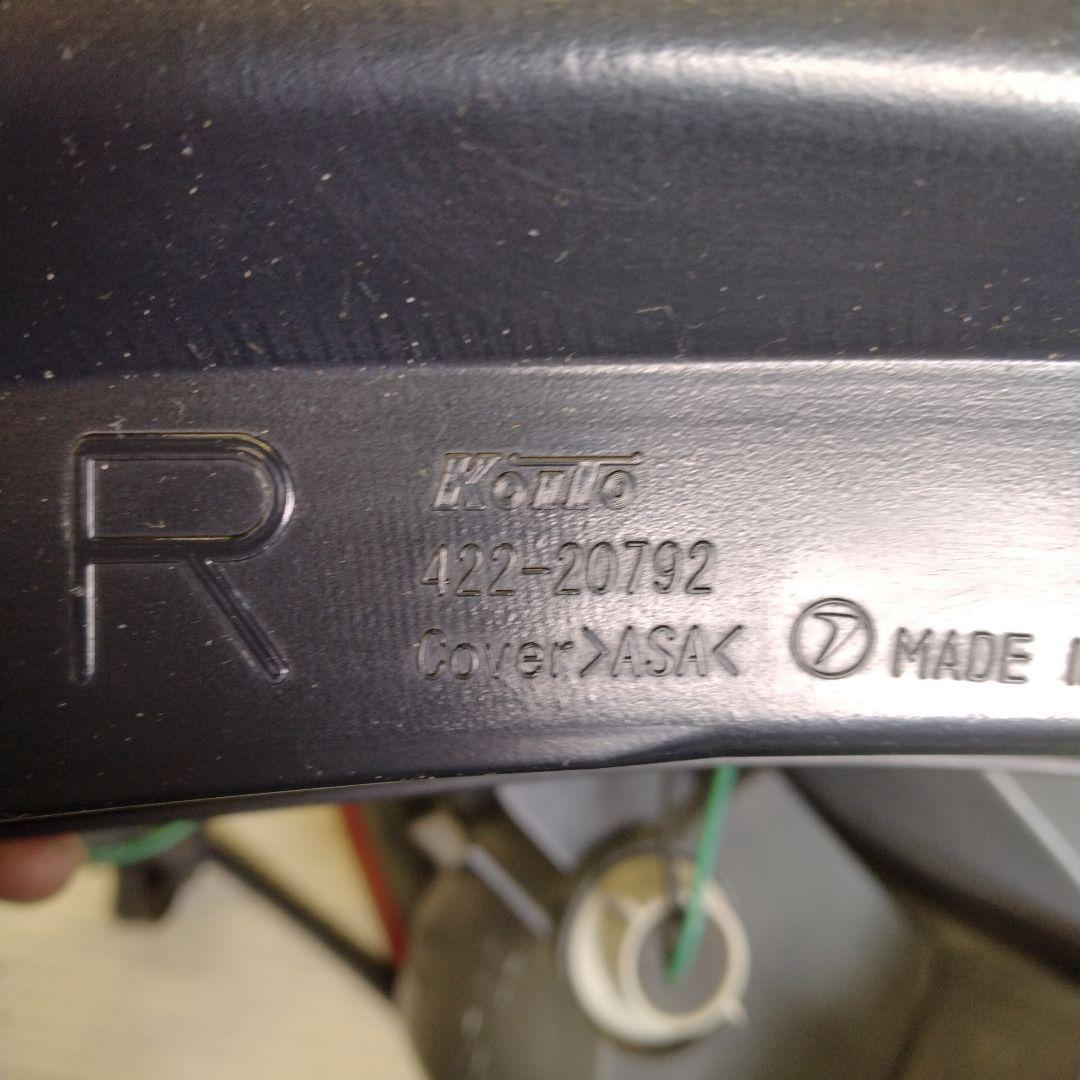 R
Koito
422-20792
Cover>ASA<
MADE